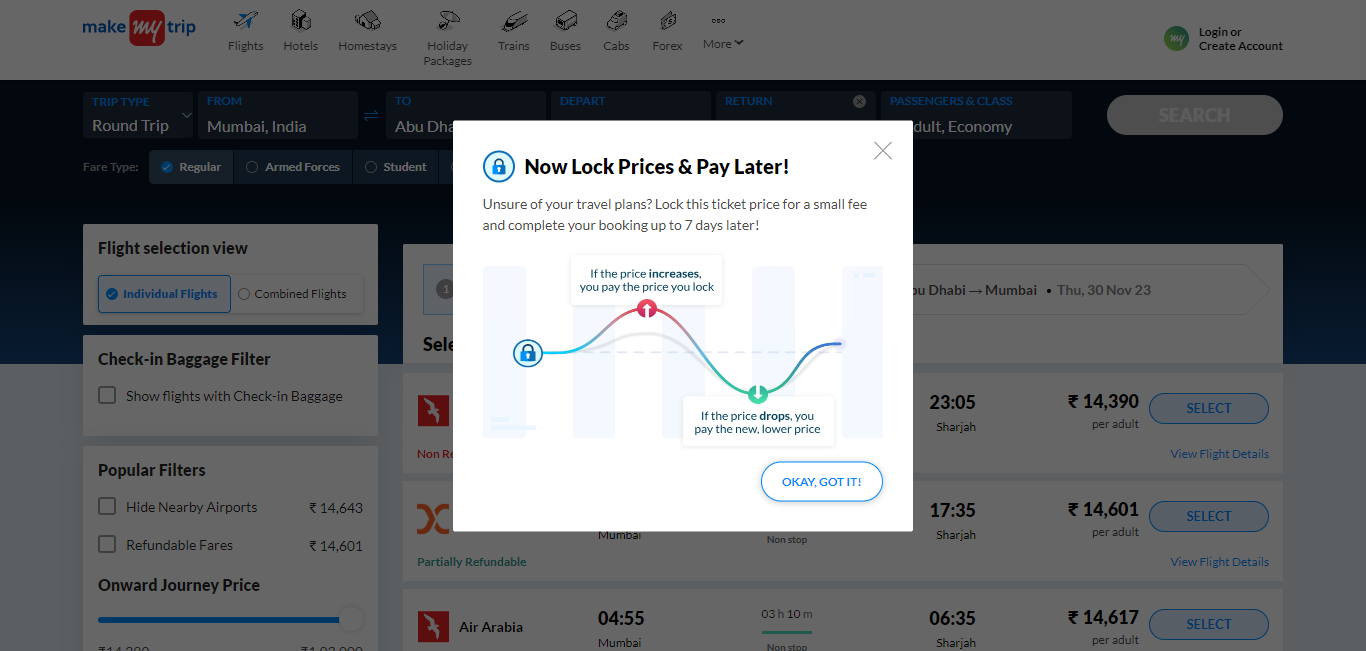 make my trip
Flights
Hotels
Homestays
Holiday
Packages
Trains
Buses
Cabs
Forex
More
my
Login or
Create Account
TRIP TYPE
Round Trip
FROM
Mumbai, India
TO
Abu Dha
DEPART
RETURN
PASSENGERS & CLASS
dult, Economy
SEARCH
Fare Type:
Regular
Armed Forces
Student
Now Lock Prices & Pay Later!
Unsure of your travel plans? Lock this ticket price for a small fee
and complete your booking up to 7 days later!
If the price increases,
you pay the price you lock
If the price drops, you
pay the new, lower price
OKAY, GOT IT!
Flight selection view
Individual Flights
Combined Flights
Check-in Baggage Filter
Show flights with Check-in Baggage
Popular Filters
Hide Nearby Airports
₹ 14,643
Refundable Fares
₹ 14,601
Onward Journey Price
1
bu Dhabi → Mumbai • Thu, 30 Nov 23
Sele
23:05
Sharjah
₹ 14,390
per adult
SELECT
Non Re
View Flight Details
Mumbai
Non stop
17:35
Sharjah
₹ 14,601
per adult
SELECT
Partially Refundable
View Flight Details
Air Arabia
04:55
Mumbai
03 h 10 m
Non stop
06:35
Sharjah
₹ 14,617
per adult
SELECT